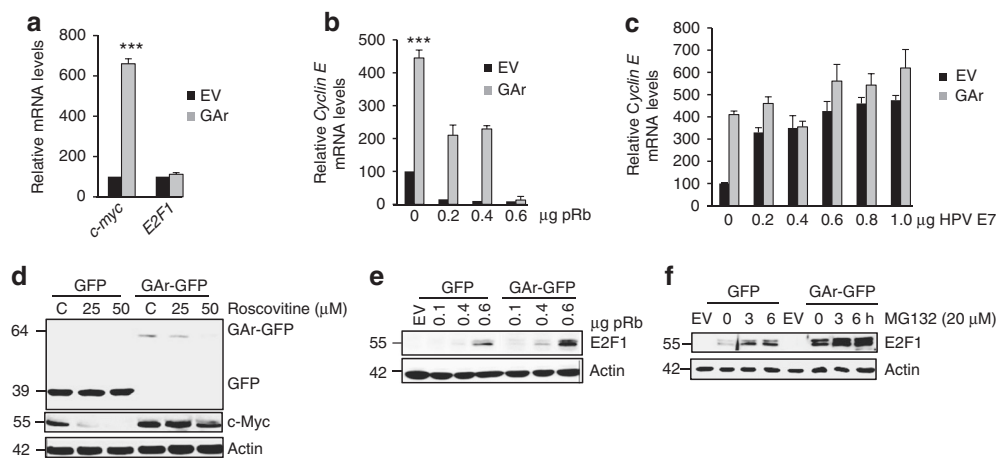 a
Relative mRNA levels
800
600
400
200
0
***
EV
GAr
c-myc
E2F1
b
Relative Cyclin E
mRNA levels
500
400
300
200
100
0
***
EV
GAr
0 0.2 0.4 0.6 μg pRb
c
Relative Cyclin E
mRNA levels
800
700
600
500
400
300
200
100
0
EV
GAr
0 0.2 0.4 0.6 0.8 1.0 μg HPV E7
d
GFP GAr-GFP
C 25 50 C 25 50 Roscovitine (μM)
64 GAr-GFP
39 GFP
55 c-Myc
42 Actin
e
GFP GAr-GFP
EV 0.1 0.4 0.6 0.1 0.4 0.6 μg pRb
55 E2F1
42 Actin
f
GFP GAr-GFP
EV 0 3 6 EV 0 3 6 h MG132 (20 μM)
55 E2F1
42 Actin